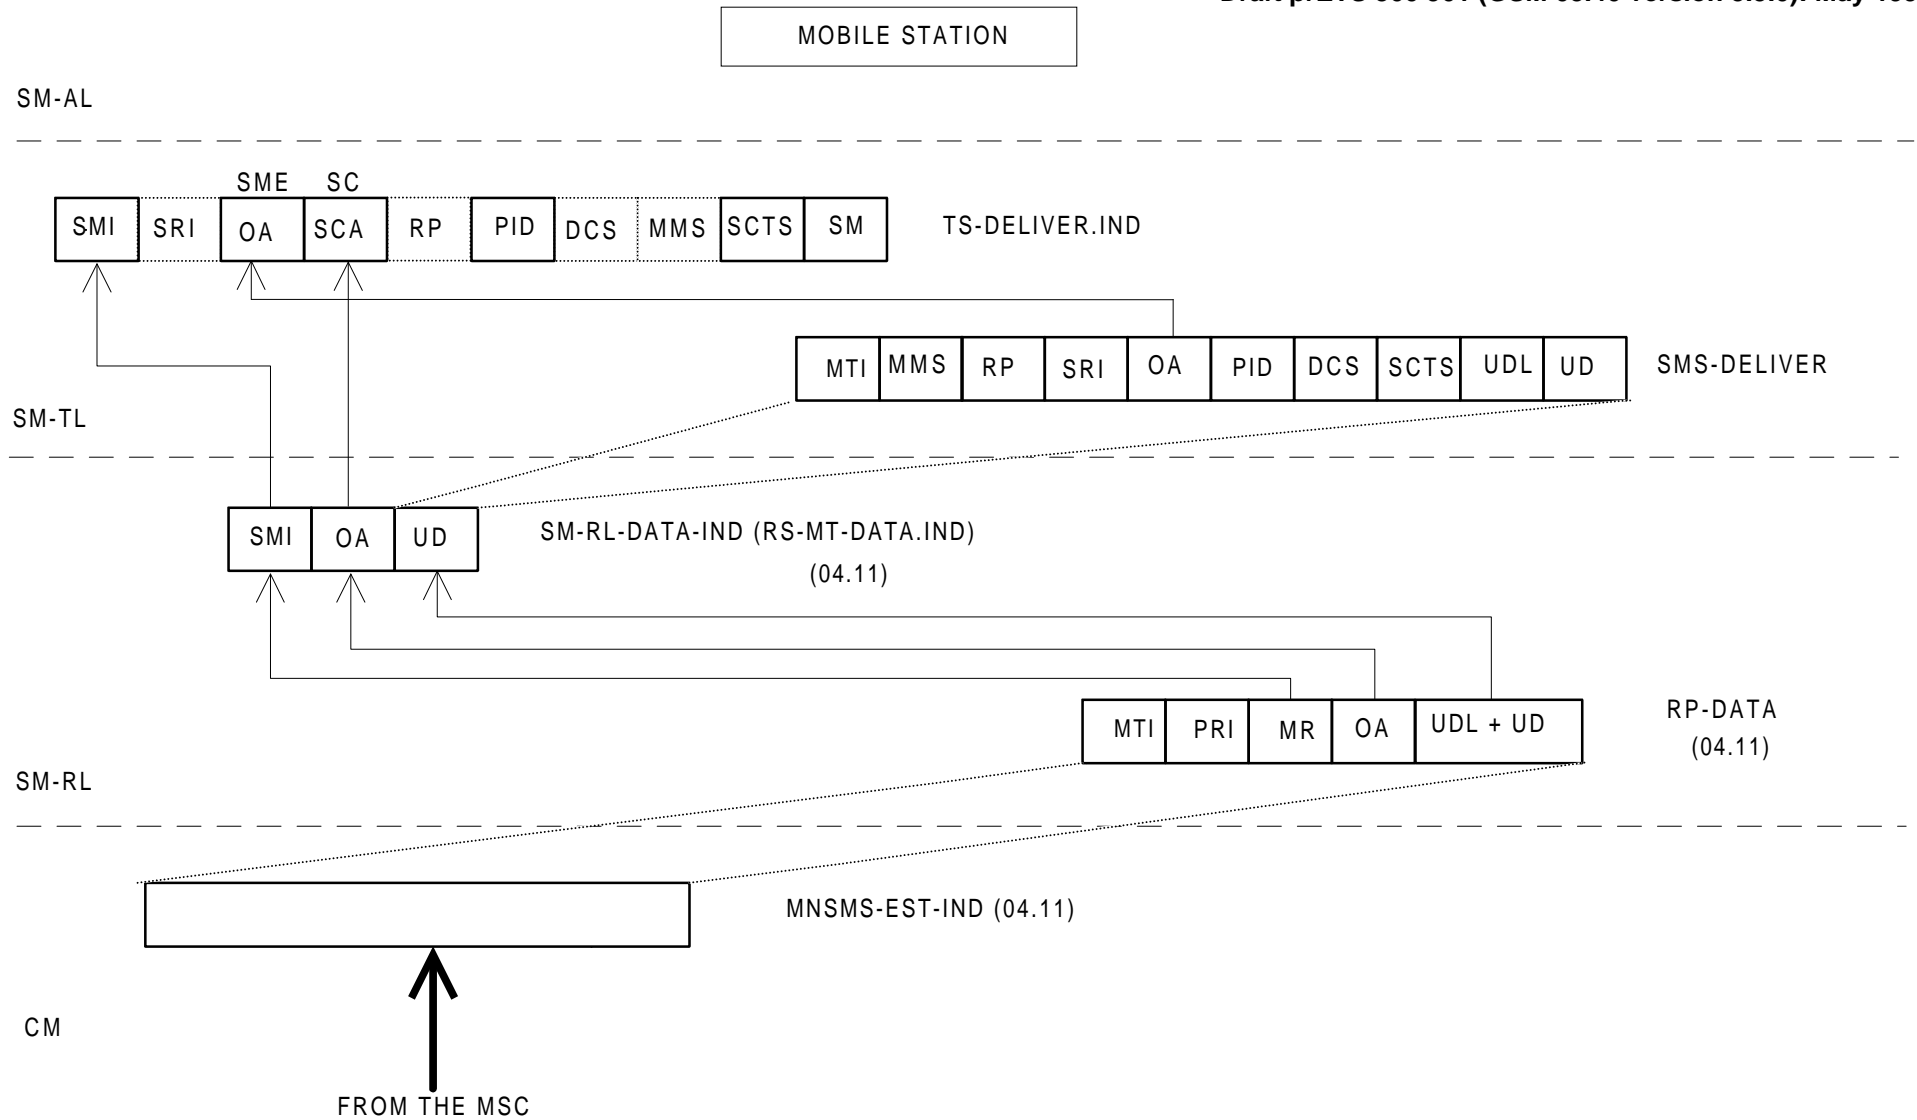 MOBILE STATION
SM-AL
SME SC
SMI SRI OA SCA RP PID DCS MMS SCTS SM TS-DELIVER.IND
MTI MMS RP SRI OA PID DCS SCTS UDL UD SMS-DELIVER
SM-TL
SMI OA UD SM-RL-DATA-IND (RS-MT-DATA.IND)
(04.11)
MTI PRI MR OA UDL + UD RP-DATA
(04.11)
SM-RL
MNSMS-EST-IND (04.11)
CM
FROM THE MSC